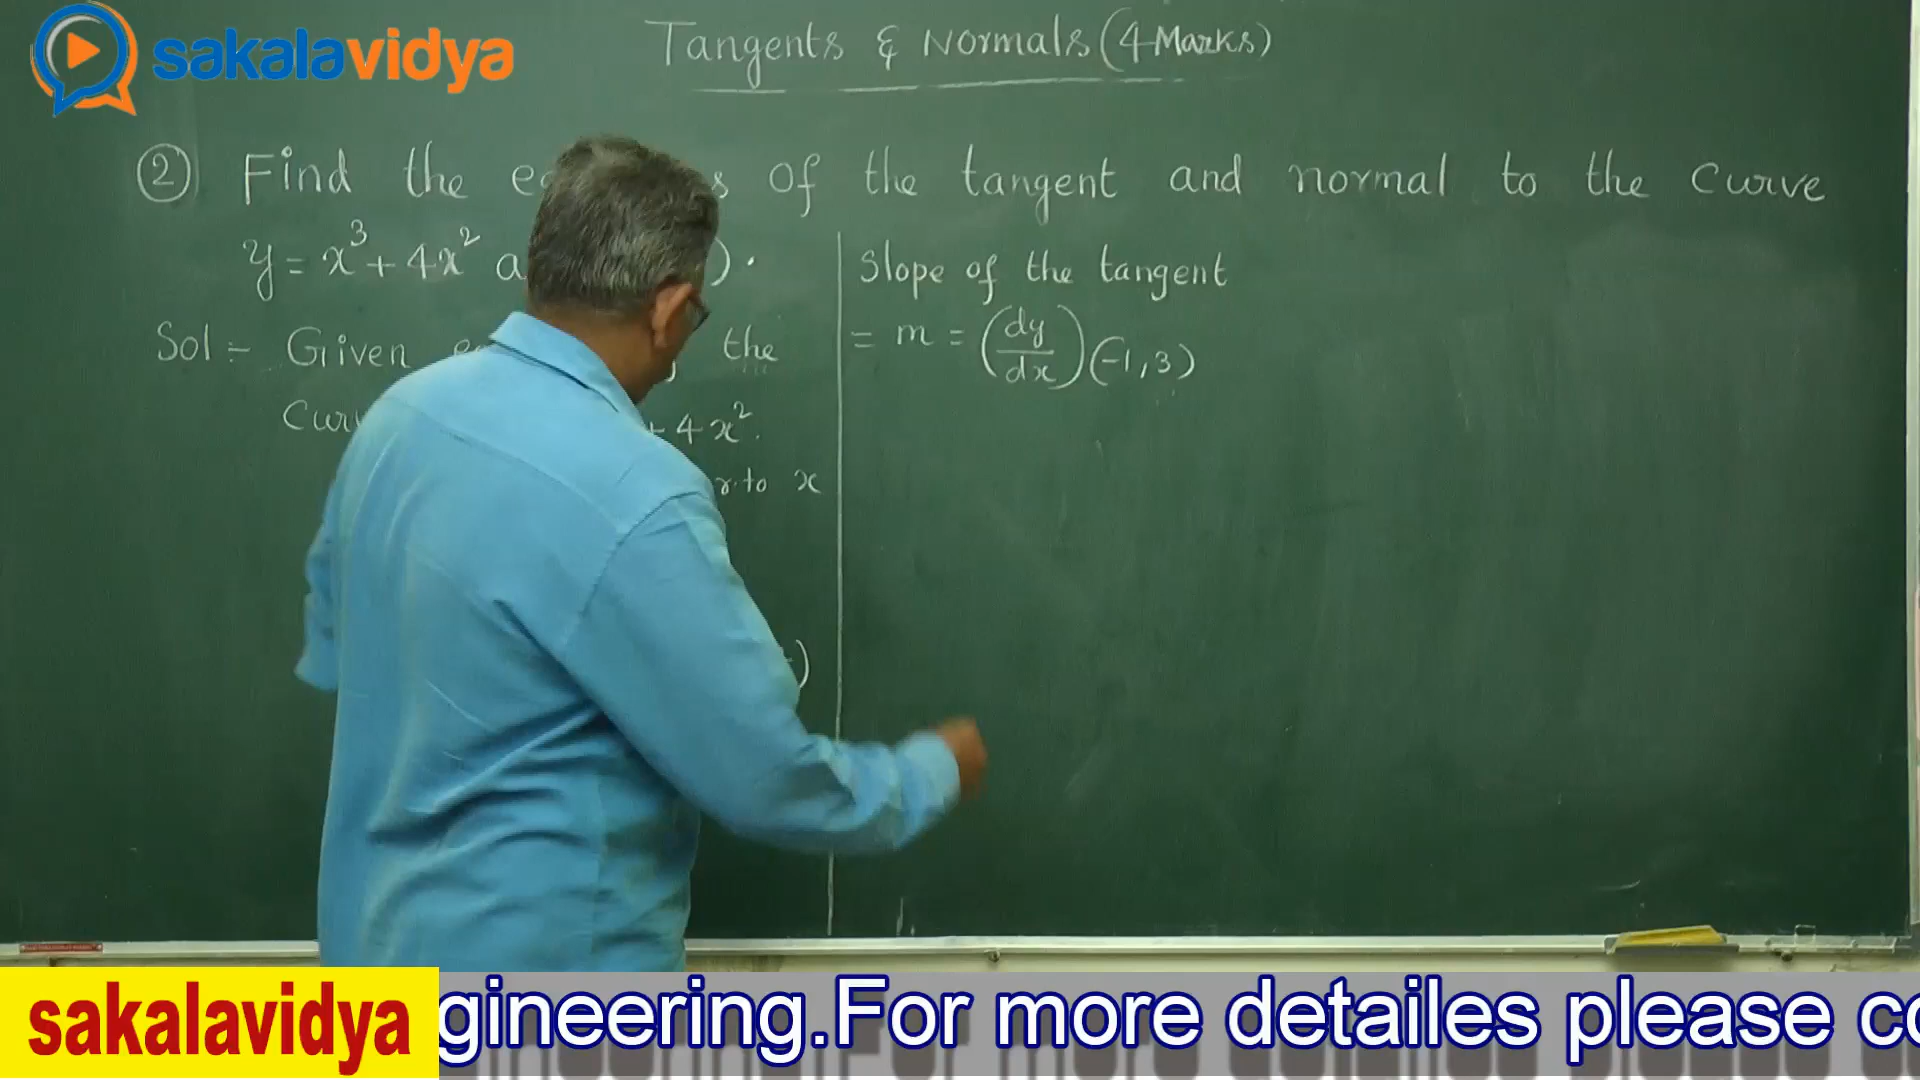 sakalavidya
Tangents & Normals (4 Marks)
② Find the of the tangent and normal to the curve
y = x³ + 4x²
Sol :- Given the
+ 4x².
r. to x
Slope of the tangent
= m = (dy/dx)(-1, 3)
sakalavidya
gineering.For more detailes please co